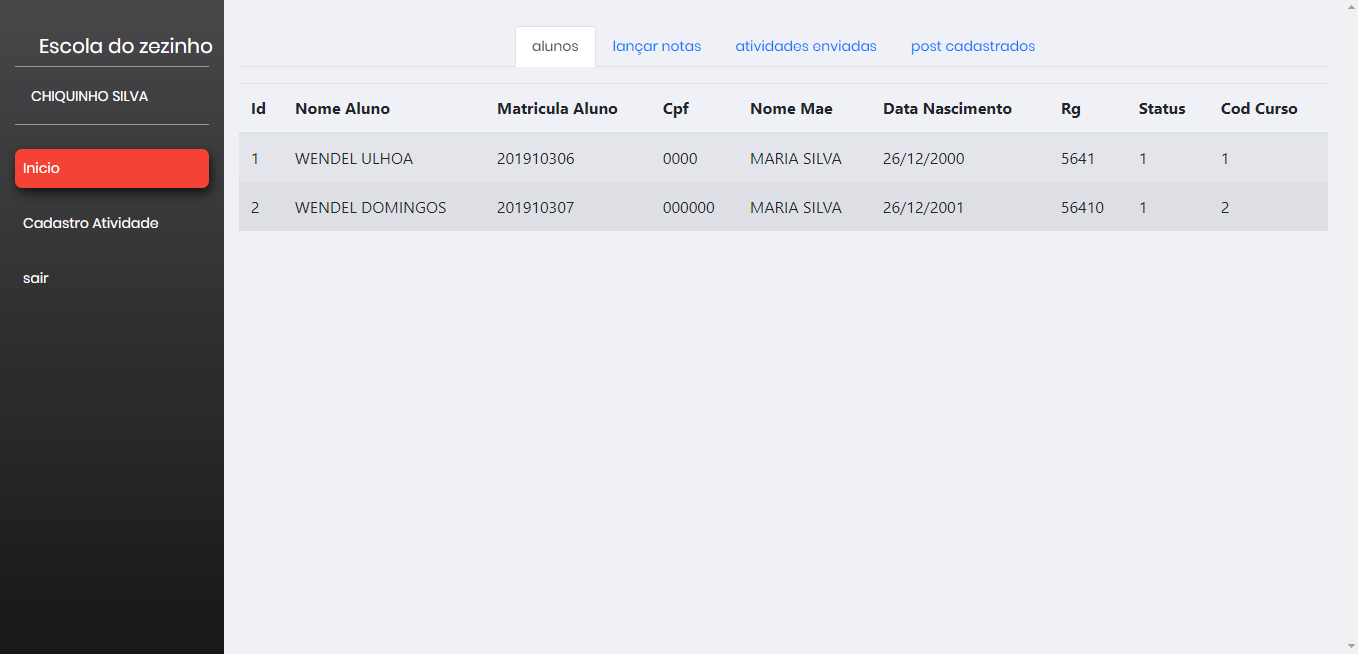 Escola do zezinho
CHIQUINHO SILVA
Inicio
Cadastro Atividade
sair
alunos lançar notas atividades enviadas post cadastrados
Id Nome Aluno Matricula Aluno Cpf Nome Mae Data Nascimento Rg Status Cod Curso
1 WENDEL ULHOA 201910306 0000 MARIA SILVA 26/12/2000 5641 1 1
2 WENDEL DOMINGOS 201910307 000000 MARIA SILVA 26/12/2001 56410 1 2